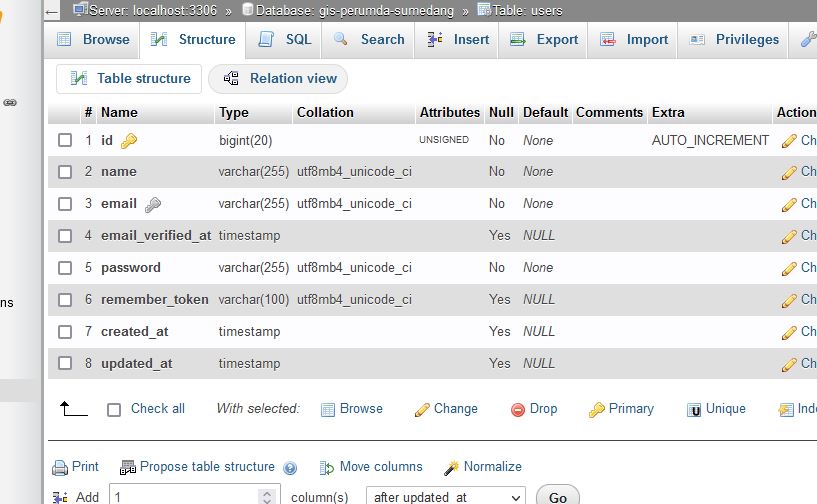 Server: localhost:3306 » Database: gis-perumda-sumedang » Table: users
Browse Structure SQL Search Insert Export Import Privileges
Table structure Relation view
# Name Type Collation Attributes Null Default Comments Extra Action
1 id bigint(20) UNSIGNED No None AUTO_INCREMENT Ch
2 name varchar(255) utf8mb4_unicode_ci No None Ch
3 email varchar(255) utf8mb4_unicode_ci No None Ch
4 email_verified_at timestamp Yes NULL Ch
5 password varchar(255) utf8mb4_unicode_ci No None Ch
6 remember_token varchar(100) utf8mb4_unicode_ci Yes NULL Ch
ns
7 created_at timestamp Yes NULL Ch
8 updated_at timestamp Yes NULL Ch
Check all With selected: Browse Change Drop Primary Unique Inde
Print Propose table structure Move columns Normalize
Add 1 column(s) after updated_at Go